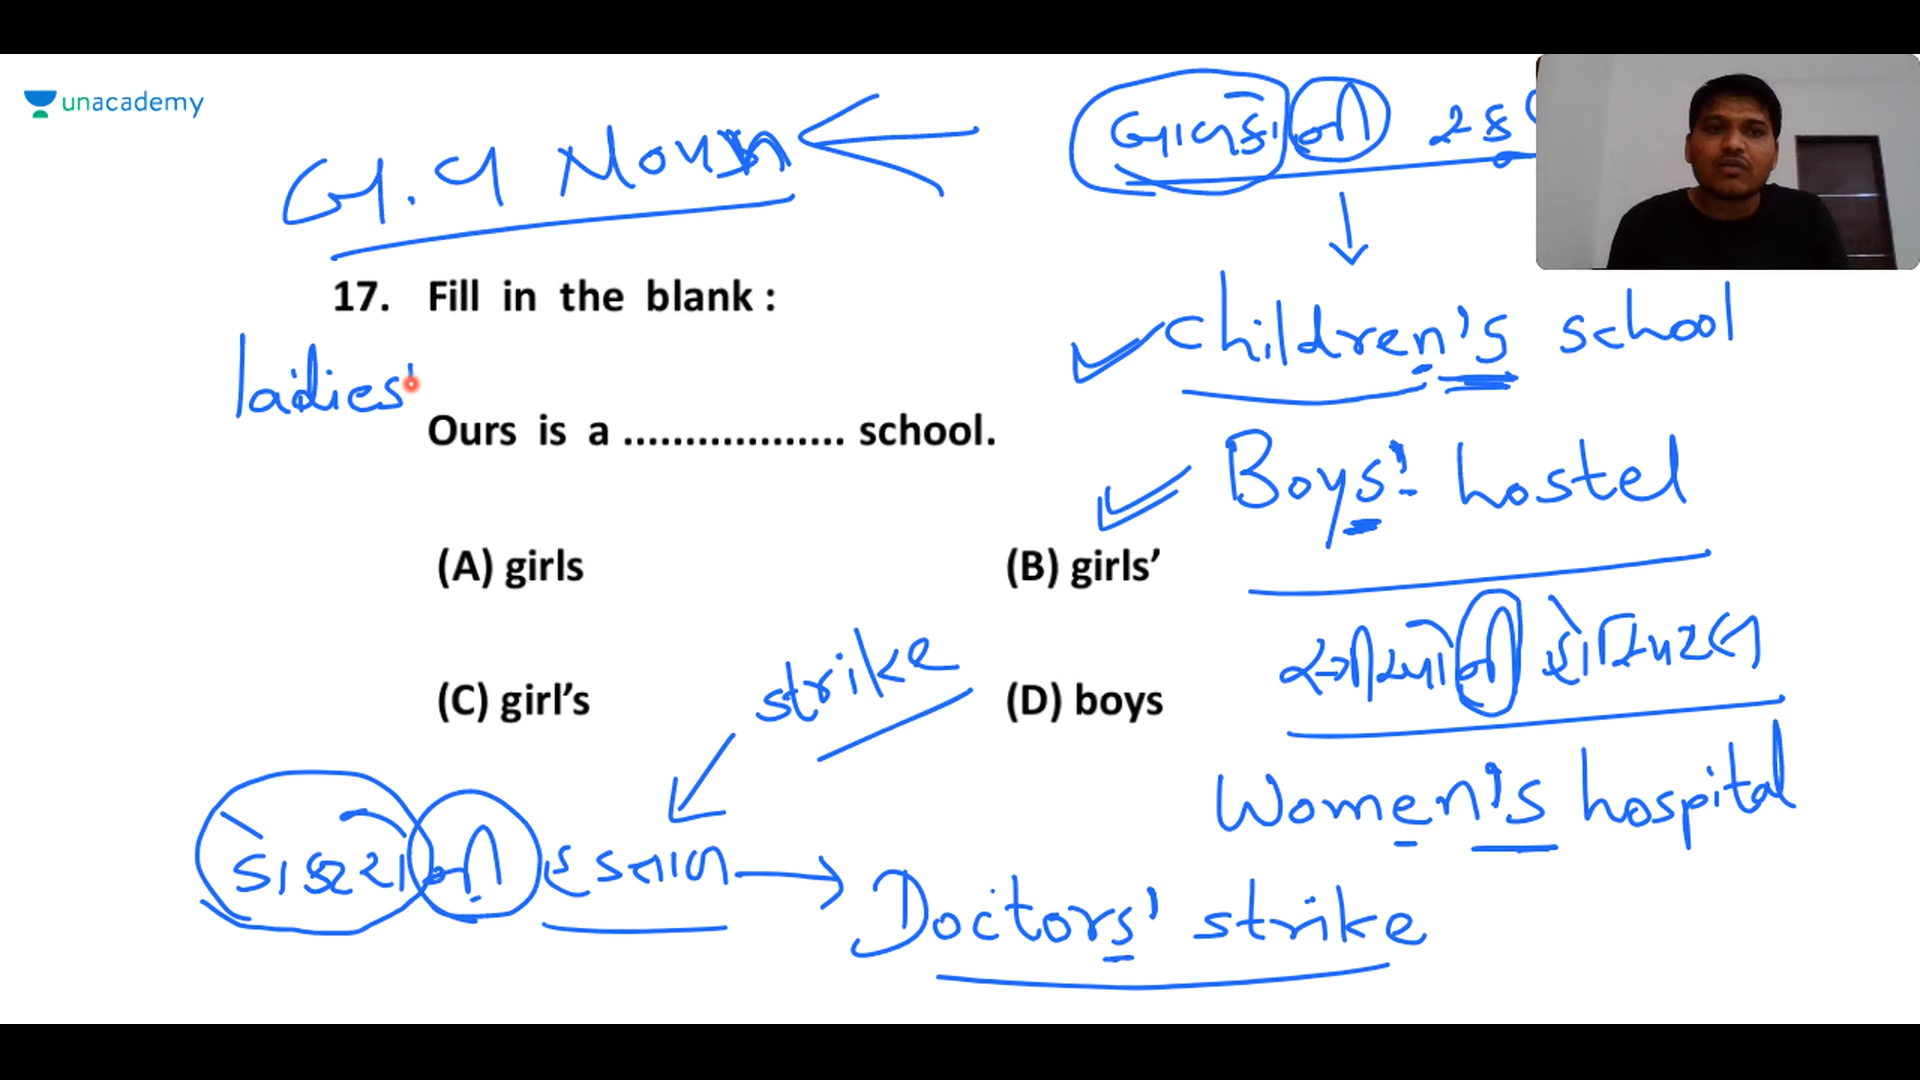 unacademy
બ.વ Noun
બાળકોની સ્ક
17. Fill in the blank :
children's school
ladies'
Ours is a ................... school.
Boys' hostel
(A) girls
(B) girls’
સ્ત્રીઓની હોસ્પિટલ
strike
(C) girl’s
(D) boys
Women's hospital
ડૉક્ટરોની હડતાળ
Doctors' strike